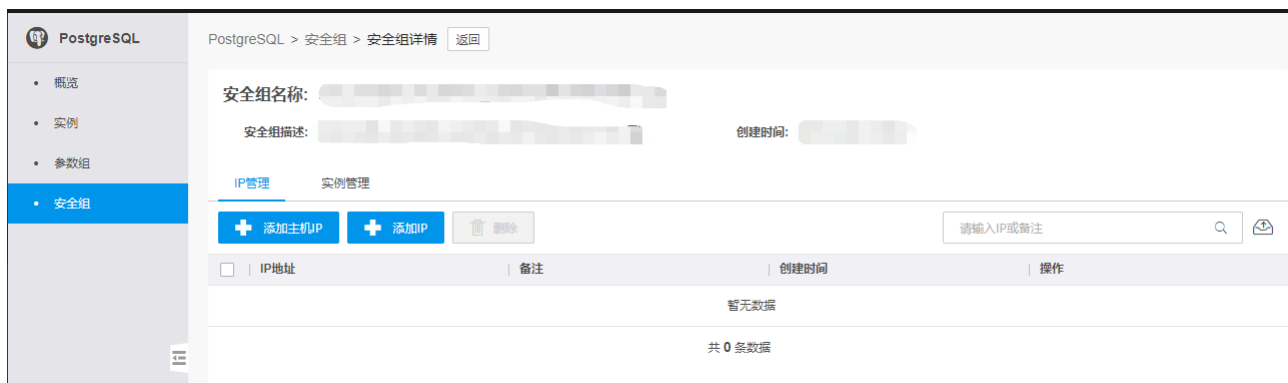 PostgreSQL
PostgreSQL > 安全组 > 安全组详情 返回
概览
实例
参数组
安全组
安全组名称:
安全组描述: 创建时间:
IP管理 实例管理
添加主机IP 添加IP 删除 请输入IP或备注
IP地址 备注 创建时间 操作
暂无数据
共 0 条数据